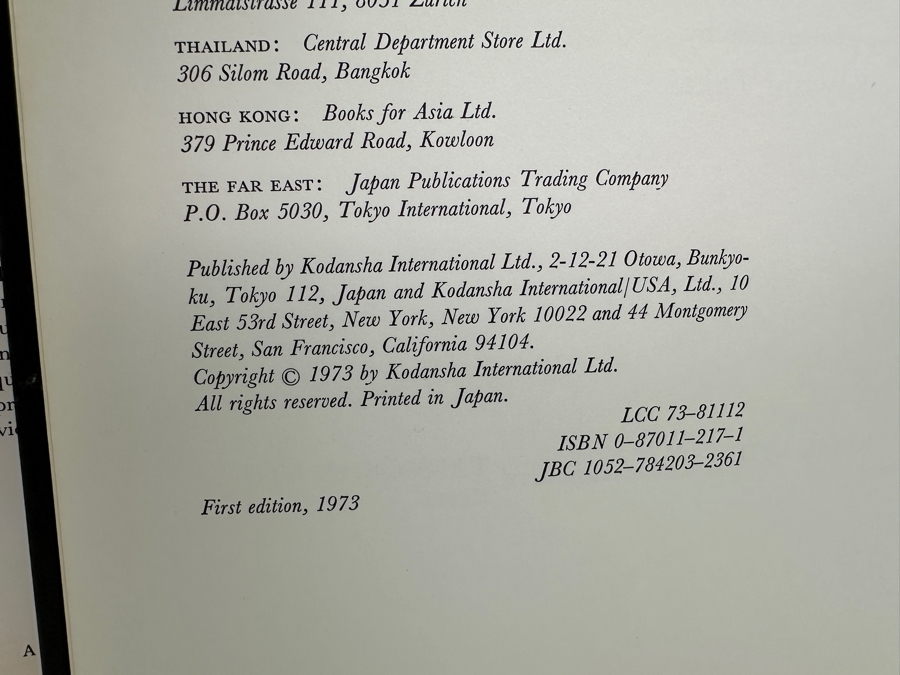 Limmatstrasse 111, 8031 Zürich
THAILAND: Central Department Store Ltd.
306 Silom Road, Bangkok
HONG KONG: Books for Asia Ltd.
379 Prince Edward Road, Kowloon
THE FAR EAST: Japan Publications Trading Company
P.O. Box 5030, Tokyo International, Tokyo
Published by Kodansha International Ltd., 2-12-21 Otowa, Bunkyo-
ku, Tokyo 112, Japan and Kodansha International/USA, Ltd., 10
East 53rd Street, New York, New York 10022 and 44 Montgomery
Street, San Francisco, California 94104.
Copyright © 1973 by Kodansha International Ltd.
All rights reserved. Printed in Japan.
LCC 73–81112
ISBN 0–87011–217–1
JBC 1052–784203–2361
First edition, 1973
A